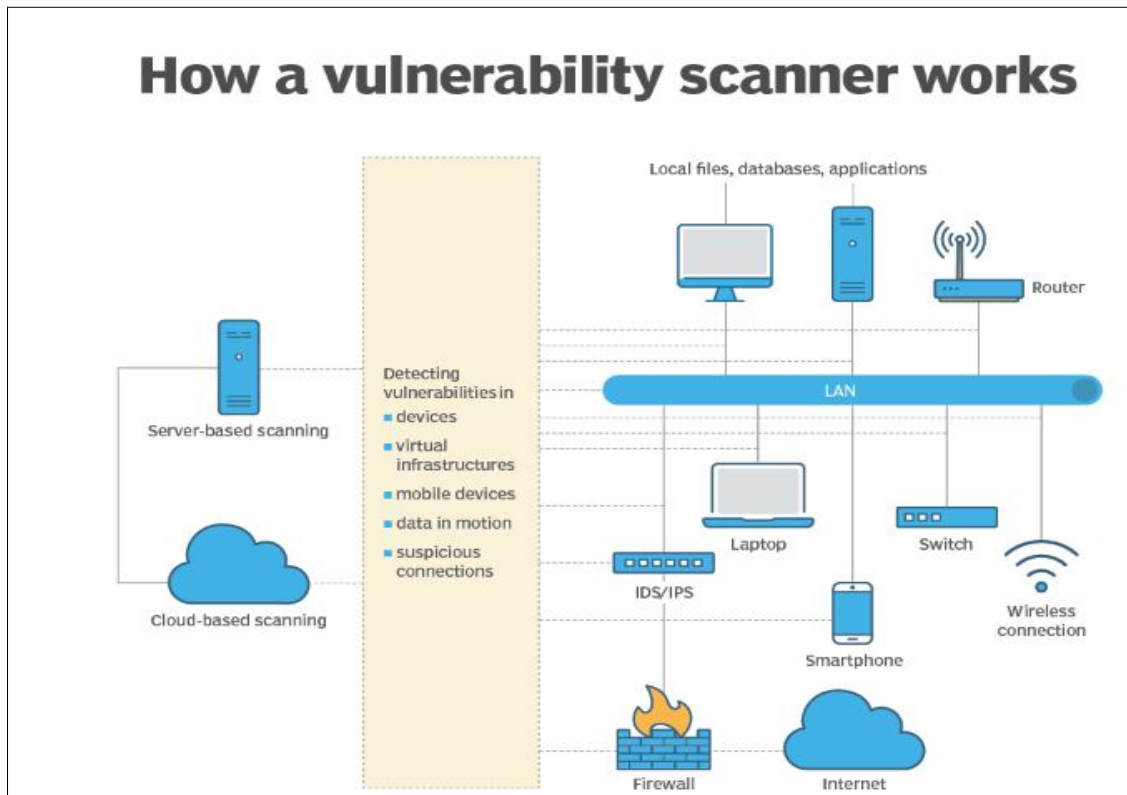 How a vulnerability scanner works
Local files, databases, applications
Router
LAN
Server-based scanning
Detecting
vulnerabilities in
devices
virtual
infrastructures
mobile devices
data in motion
suspicious
connections
Laptop
Switch
IDS/IPS
Wireless
connection
Cloud-based scanning
Smartphone
Firewall
Internet